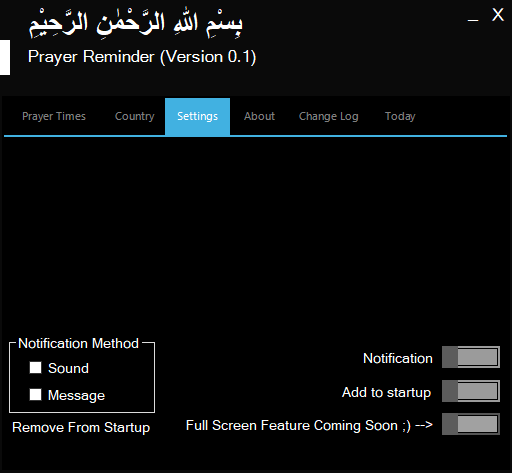 بِسْمِ اللهِ الرَّحْمٰنِ الرَّحِيْمِ
_ X
Prayer Reminder (Version 0.1)
Prayer Times Country Settings About Change Log Today
Notification Method
Sound
Message
Remove From Startup
Notification
Add to startup
Full Screen Feature Coming Soon ;) -->